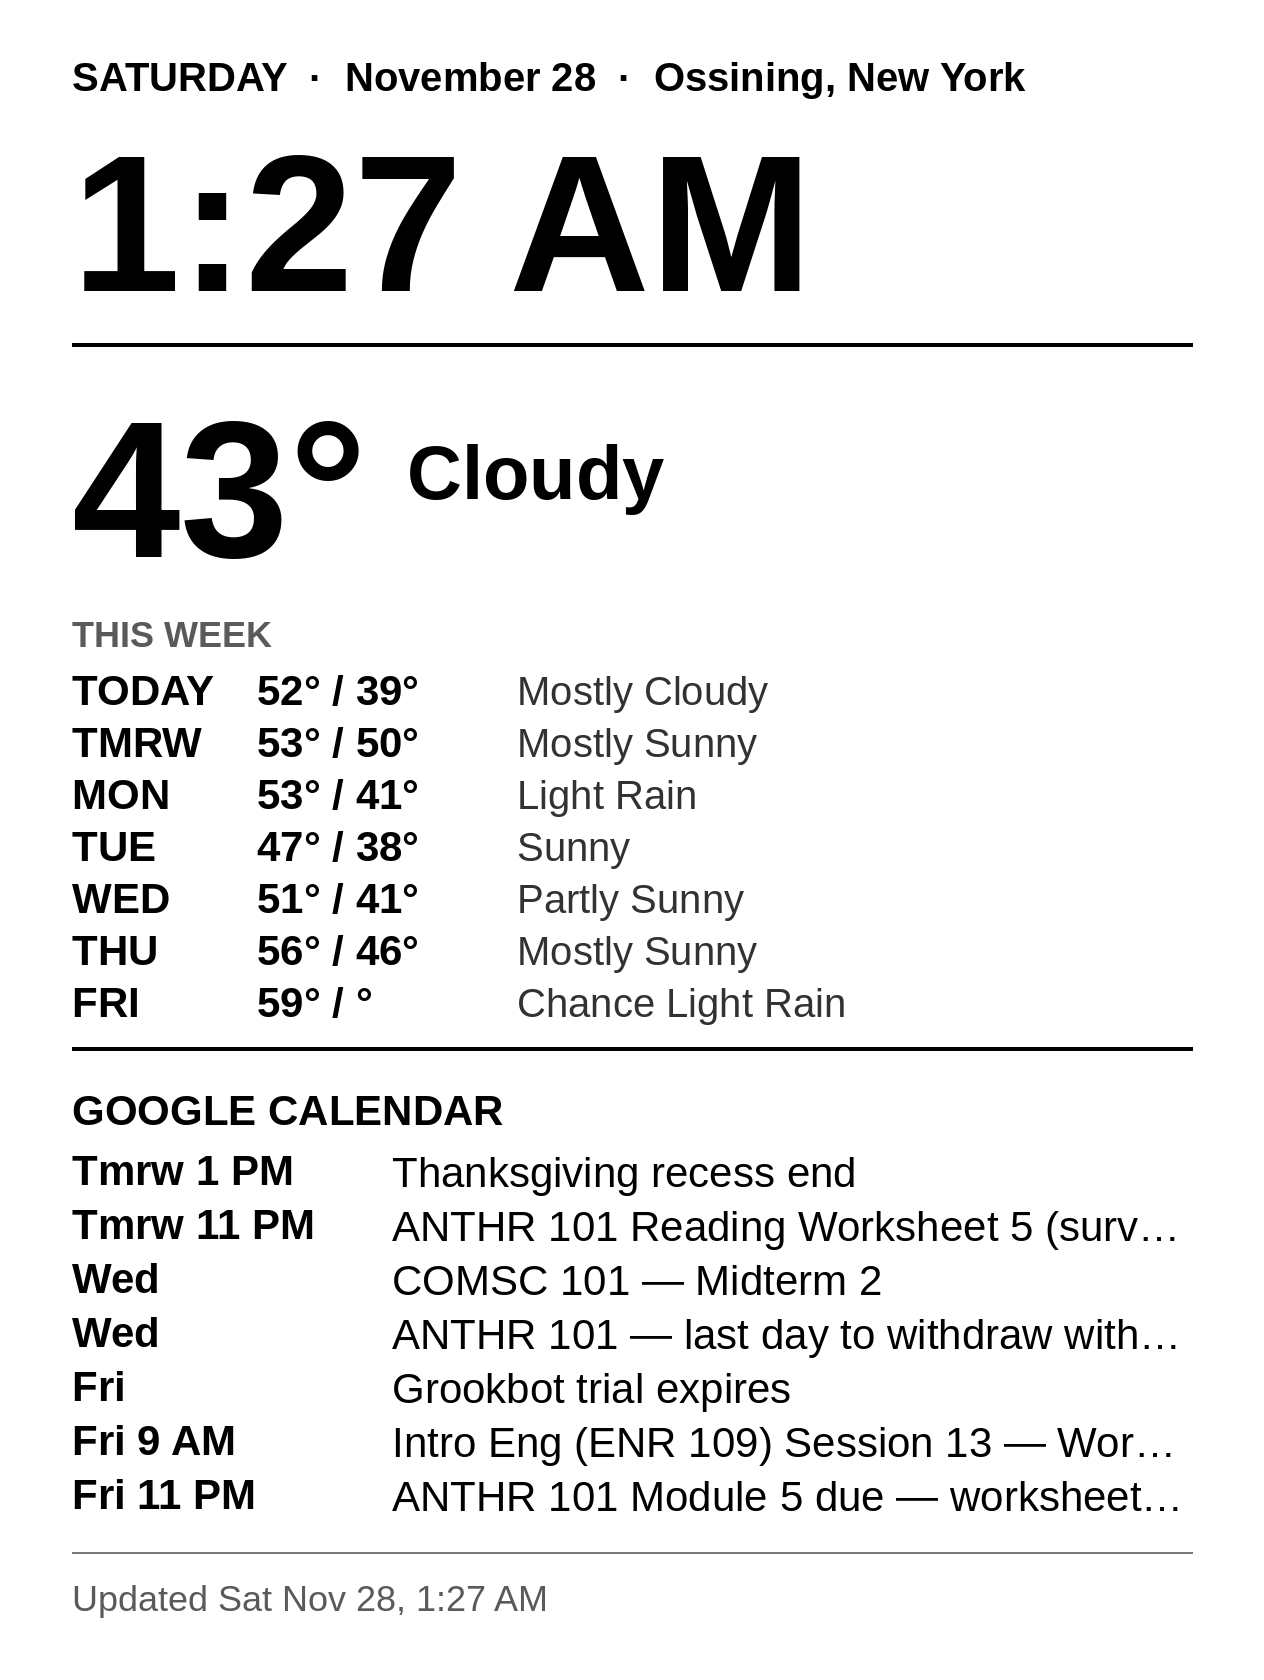 SATURDAY · November 28 · Ossining, New York
1:27 AM
43° Cloudy
THIS WEEK
TODAY 52° / 39° Mostly Cloudy
TMRW 53° / 50° Mostly Sunny
MON 53° / 41° Light Rain
TUE 47° / 38° Sunny
WED 51° / 41° Partly Sunny
THU 56° / 46° Mostly Sunny
FRI 59° / ° Chance Light Rain
GOOGLE CALENDAR
Tmrw 1 PM Thanksgiving recess end
Tmrw 11 PM ANTHR 101 Reading Worksheet 5 (surv…
Wed COMSC 101 — Midterm 2
Wed ANTHR 101 — last day to withdraw with…
Fri Grookbot trial expires
Fri 9 AM Intro Eng (ENR 109) Session 13 — Wor…
Fri 11 PM ANTHR 101 Module 5 due — worksheet…
Updated Sat Nov 28, 1:27 AM